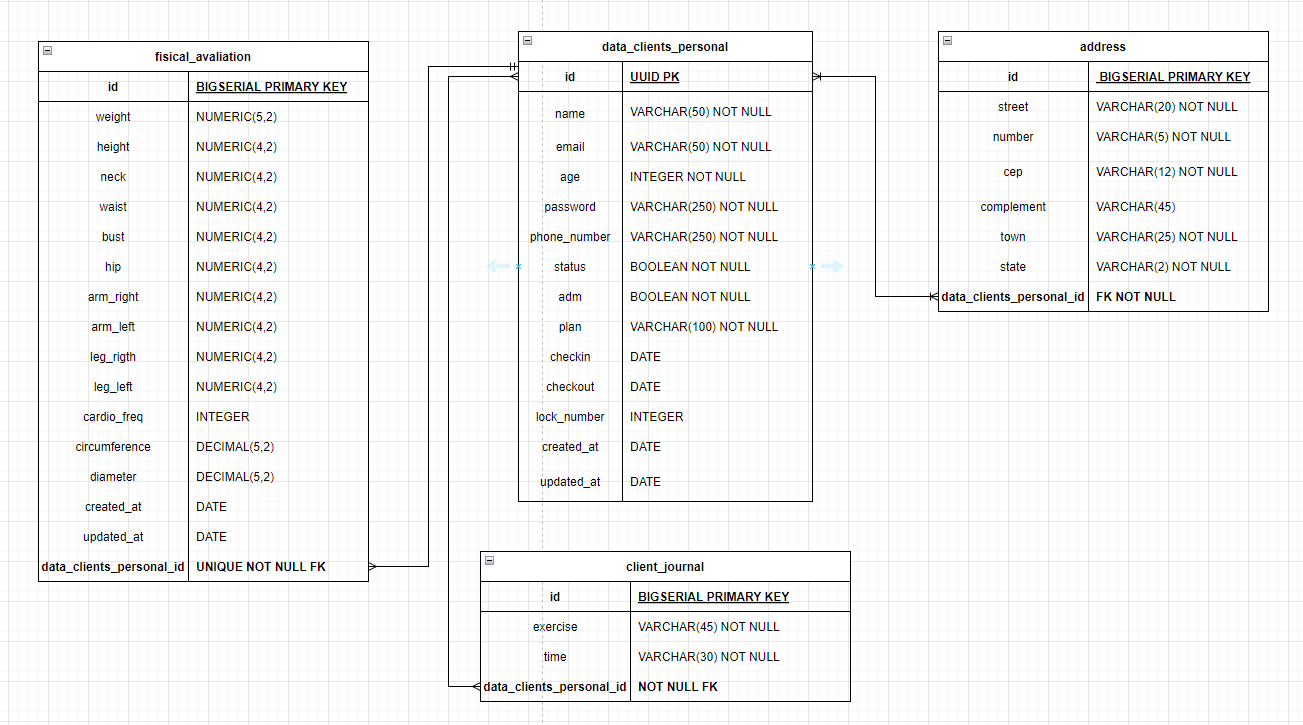 fisical_avaliation
id BIGSERIAL PRIMARY KEY
weight NUMERIC(5,2)
height NUMERIC(4,2)
neck NUMERIC(4,2)
waist NUMERIC(4,2)
bust NUMERIC(4,2)
hip NUMERIC(4,2)
arm_right NUMERIC(4,2)
arm_left NUMERIC(4,2)
leg_rigth NUMERIC(4,2)
leg_left NUMERIC(4,2)
cardio_freq INTEGER
circumference DECIMAL(5,2)
diameter DECIMAL(5,2)
created_at DATE
updated_at DATE
data_clients_personal_id UNIQUE NOT NULL FK
data_clients_personal
id UUID PK
name VARCHAR(50) NOT NULL
email VARCHAR(50) NOT NULL
age INTEGER NOT NULL
password VARCHAR(250) NOT NULL
phone_number VARCHAR(250) NOT NULL
status BOOLEAN NOT NULL
adm BOOLEAN NOT NULL
plan VARCHAR(100) NOT NULL
checkin DATE
checkout DATE
lock_number INTEGER
created_at DATE
updated_at DATE
address
id BIGSERIAL PRIMARY KEY
street VARCHAR(20) NOT NULL
number VARCHAR(5) NOT NULL
cep VARCHAR(12) NOT NULL
complement VARCHAR(45)
town VARCHAR(25) NOT NULL
state VARCHAR(2) NOT NULL
data_clients_personal_id FK NOT NULL
client_journal
id BIGSERIAL PRIMARY KEY
exercise VARCHAR(45) NOT NULL
time VARCHAR(30) NOT NULL
data_clients_personal_id NOT NULL FK